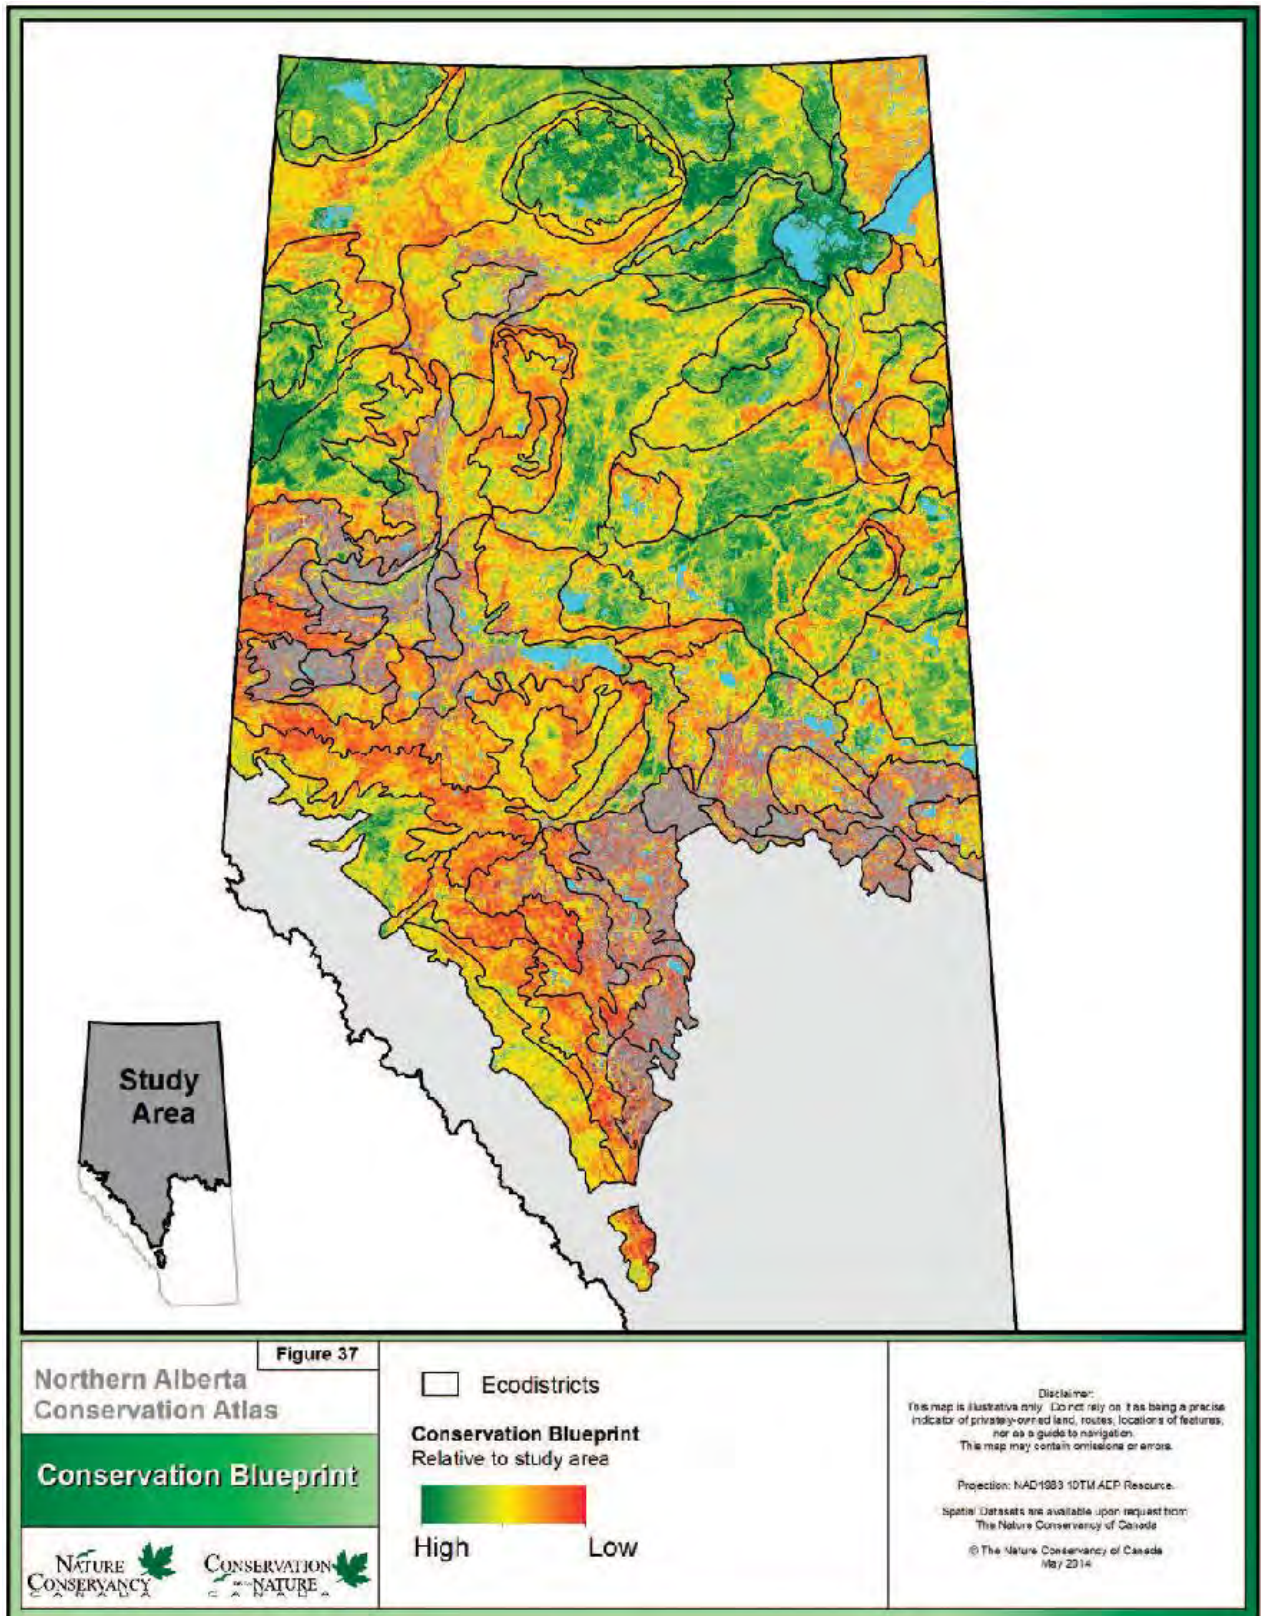 Study
Area
Figure 37
Northern Alberta
Conservation Atlas
Conservation Blueprint
NATURE
CONSERVANCY
CANADA
CONSERVATION
DE LA NATURE
CANADA
Ecodistricts
Conservation Blueprint
Relative to study area
High
Low
Disclaimer:
This map is illustrative only. Do not rely on it as being a precise
indicator of privately-owned land, routes, locations of features,
nor as a guide to navigation.
This map may contain omissions or errors.
Projection: NAD1983 10TM AEP Resource.
Spatial Datasets are available upon request from
The Nature Conservancy of Canada
© The Nature Conservancy of Canada
May 2014